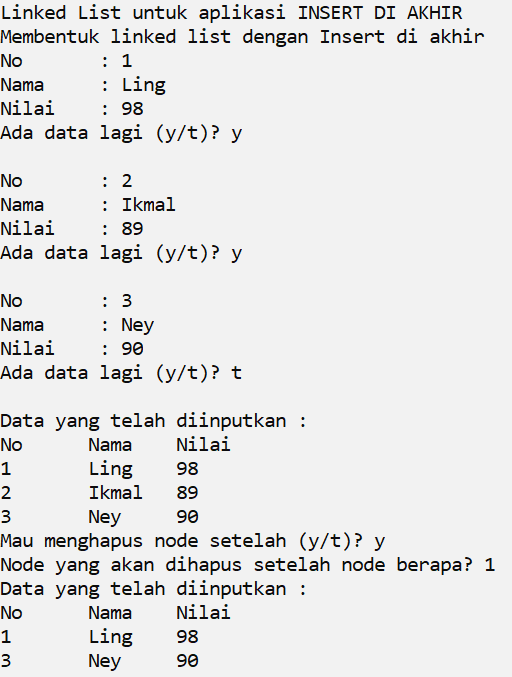 Linked List untuk aplikasi INSERT DI AKHIR
Membentuk linked list dengan Insert di akhir
No       : 1
Nama     : Ling
Nilai    : 98
Ada data lagi (y/t)? y

No       : 2
Nama     : Ikmal
Nilai    : 89
Ada data lagi (y/t)? y

No       : 3
Nama     : Ney
Nilai    : 90
Ada data lagi (y/t)? t

Data yang telah diinputkan :
No      Nama    Nilai
1       Ling    98
2       Ikmal   89
3       Ney     90
Mau menghapus node setelah (y/t)? y
Node yang akan dihapus setelah node berapa? 1
Data yang telah diinputkan :
No      Nama    Nilai
1       Ling    98
3       Ney     90